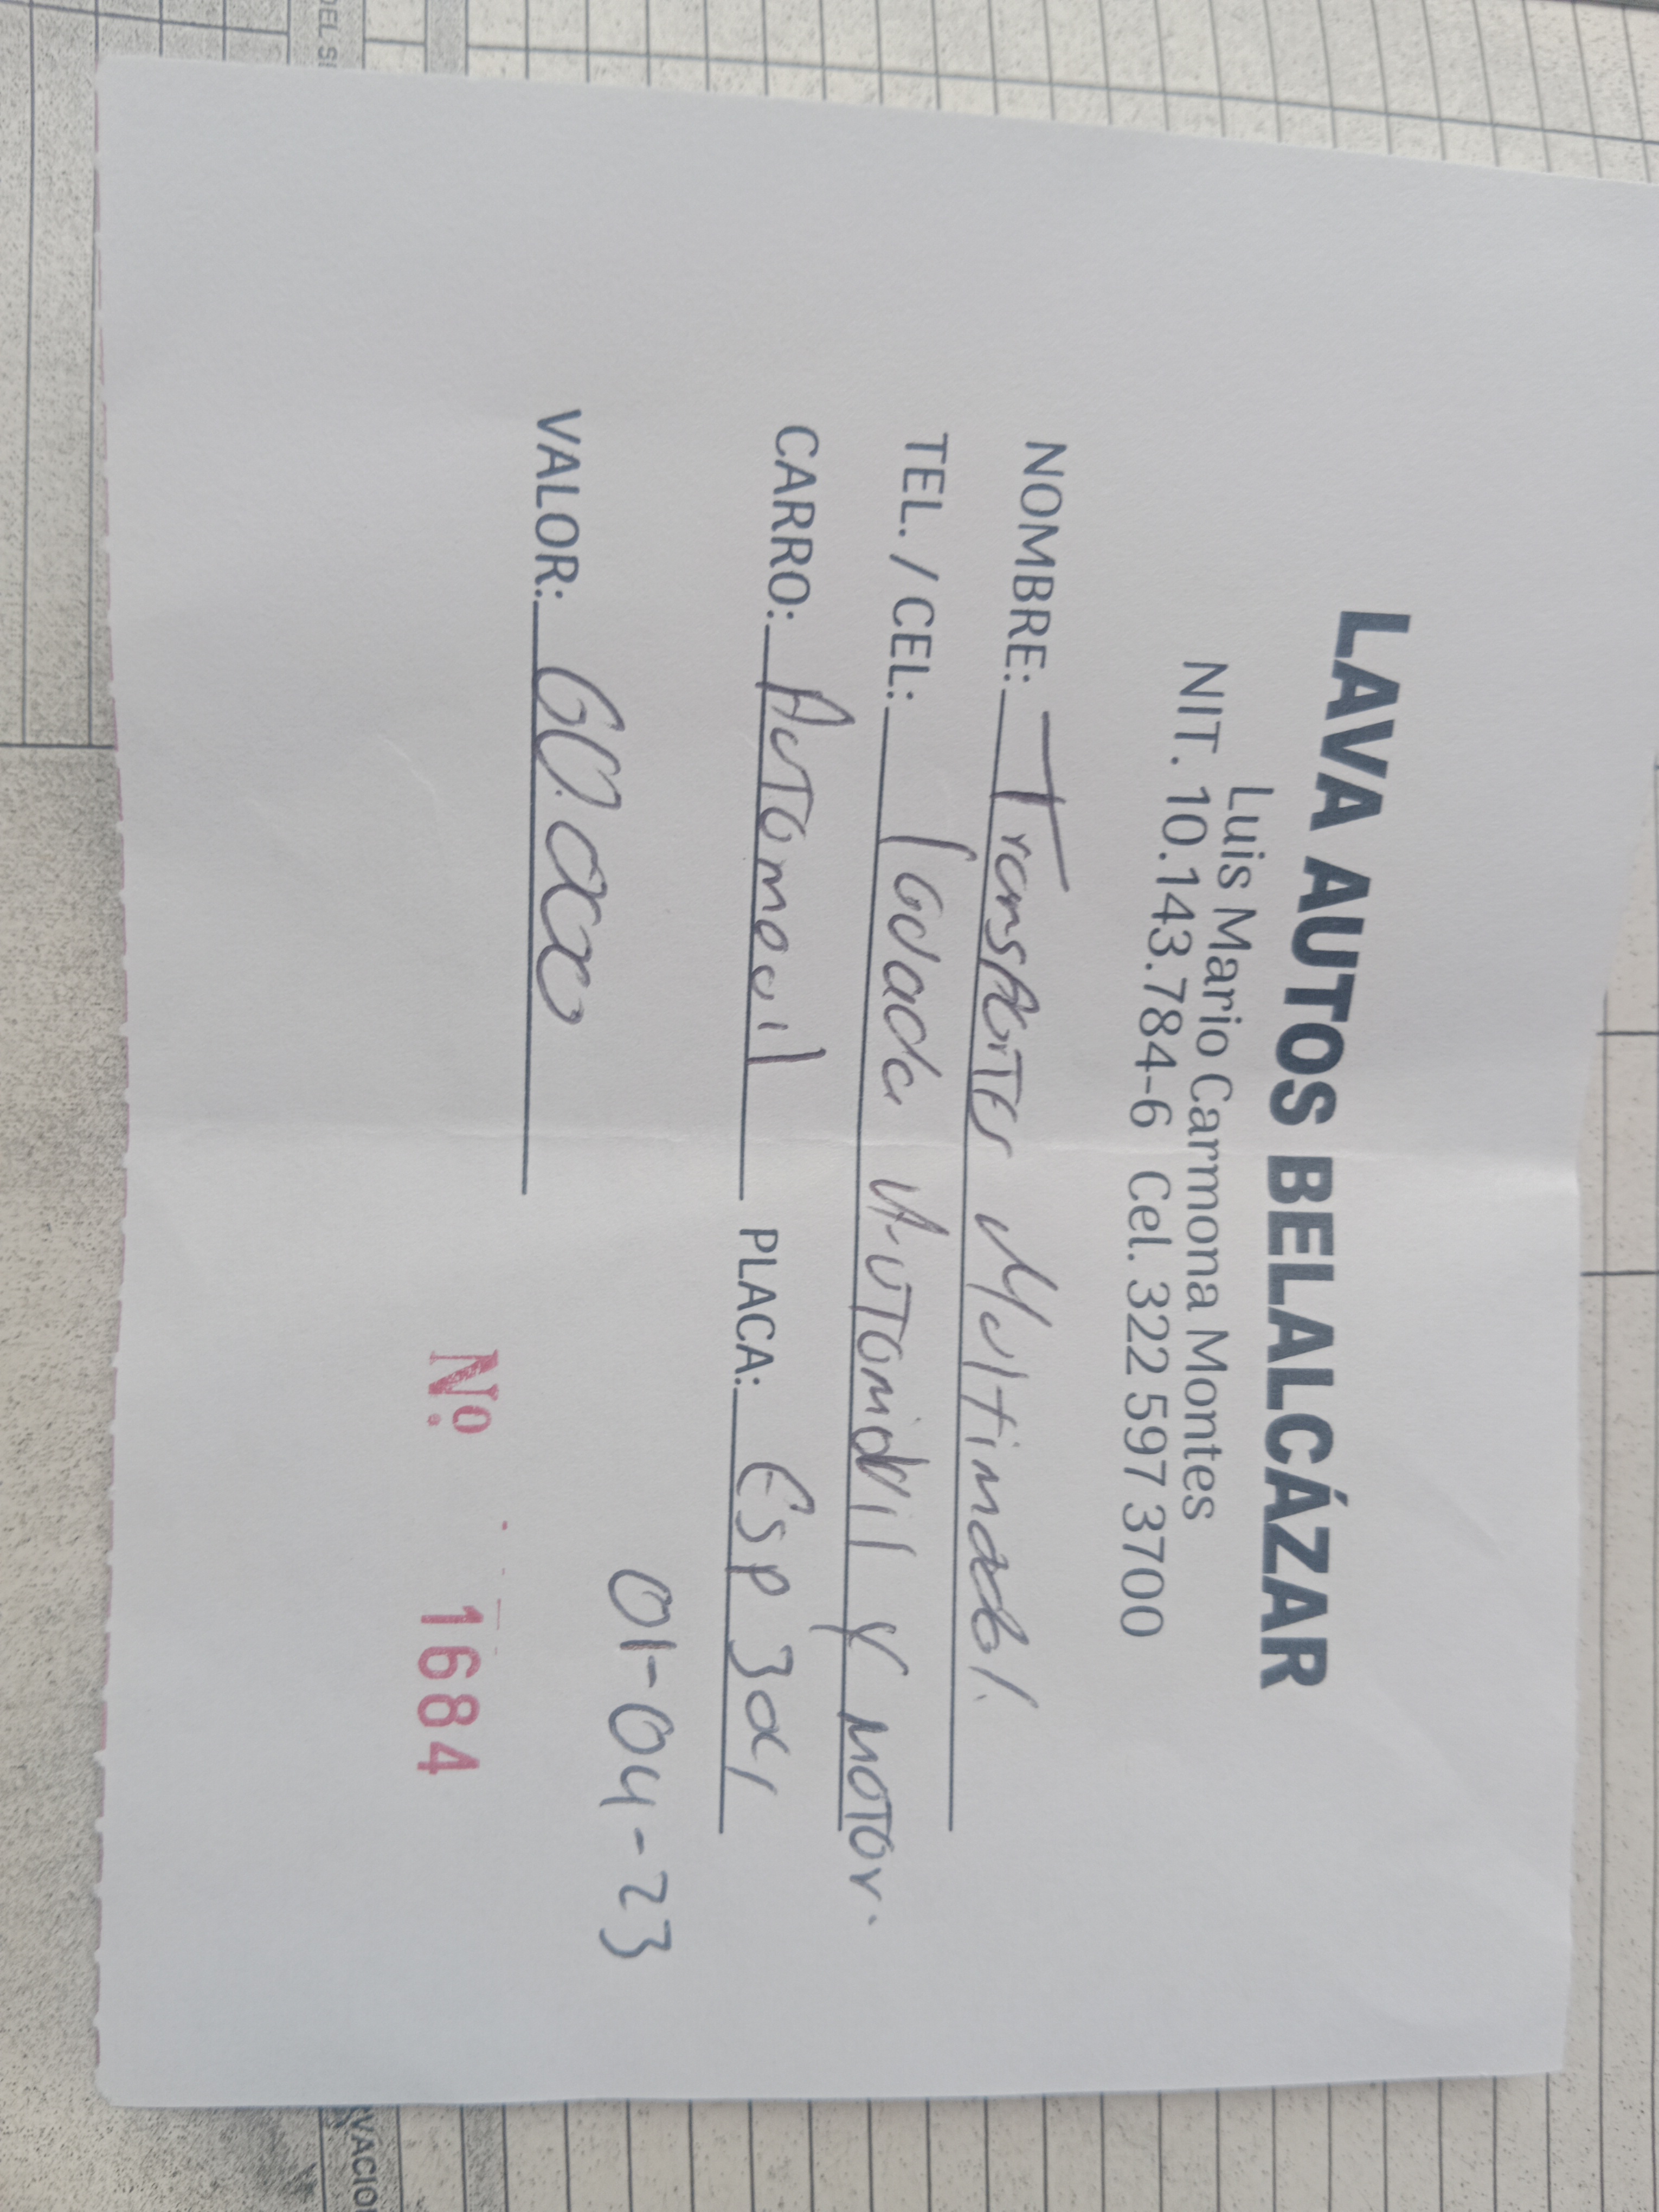 LAVA AUTOS BELALCÁZAR
Luis Mario Carmona Montes
NIT. 10.143.784-6 Cel. 322 597 3700
NOMBRE: Transportes Multimodal.
TEL. / CEL: lavada Automovil y motor.
CARRO: Automovil PLACA: Esp 301
01-04-23
VALOR: 60.000
Nº. 1684